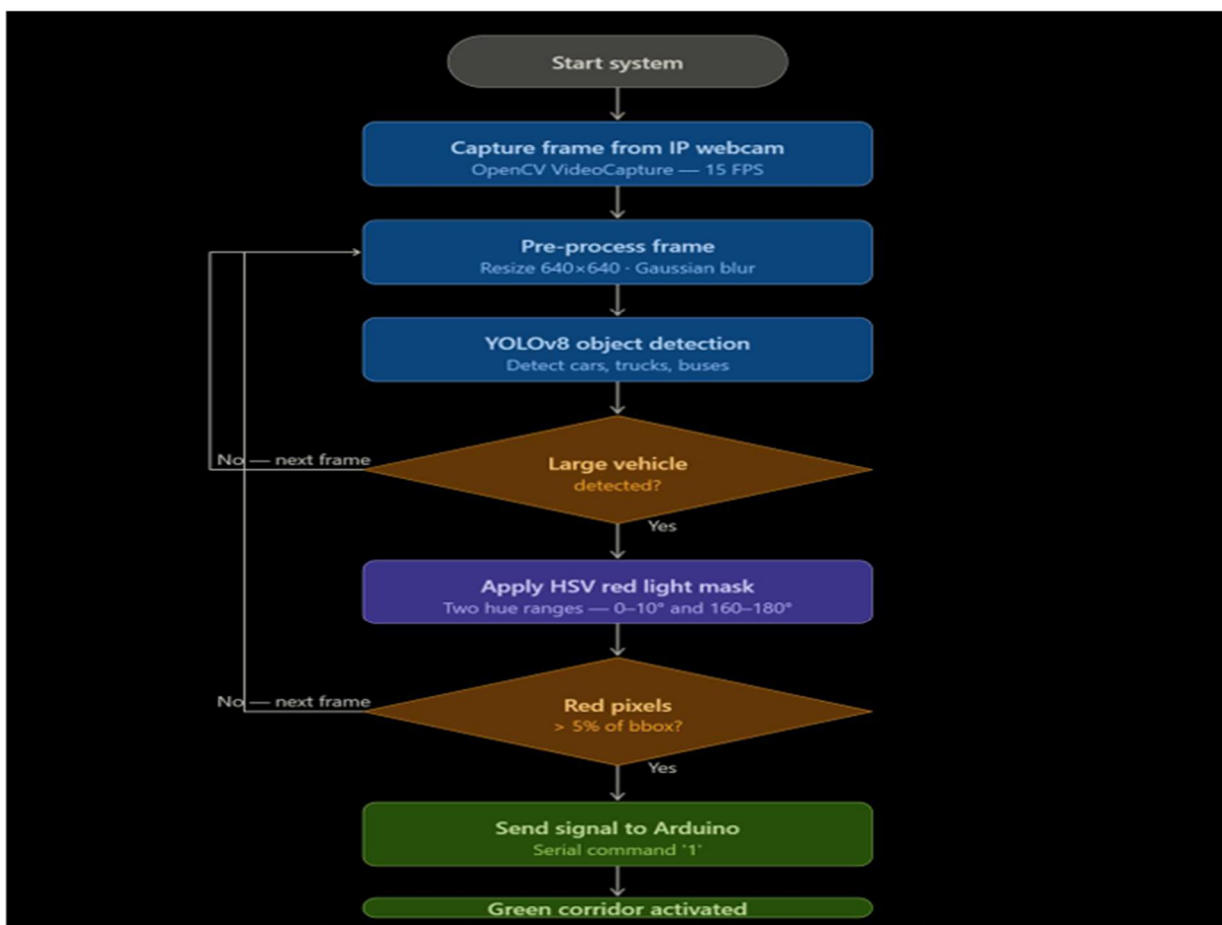 Start system
Capture frame from IP webcam
OpenCV VideoCapture — 15 FPS
Pre-process frame
Resize 640×640 · Gaussian blur
YOLOv8 object detection
Detect cars, trucks, buses
No — next frame
Large vehicle
detected?
Yes
Apply HSV red light mask
Two hue ranges — 0–10° and 160–180°
No — next frame
Red pixels
> 5% of bbox?
Yes
Send signal to Arduino
Serial command '1'
Green corridor activated